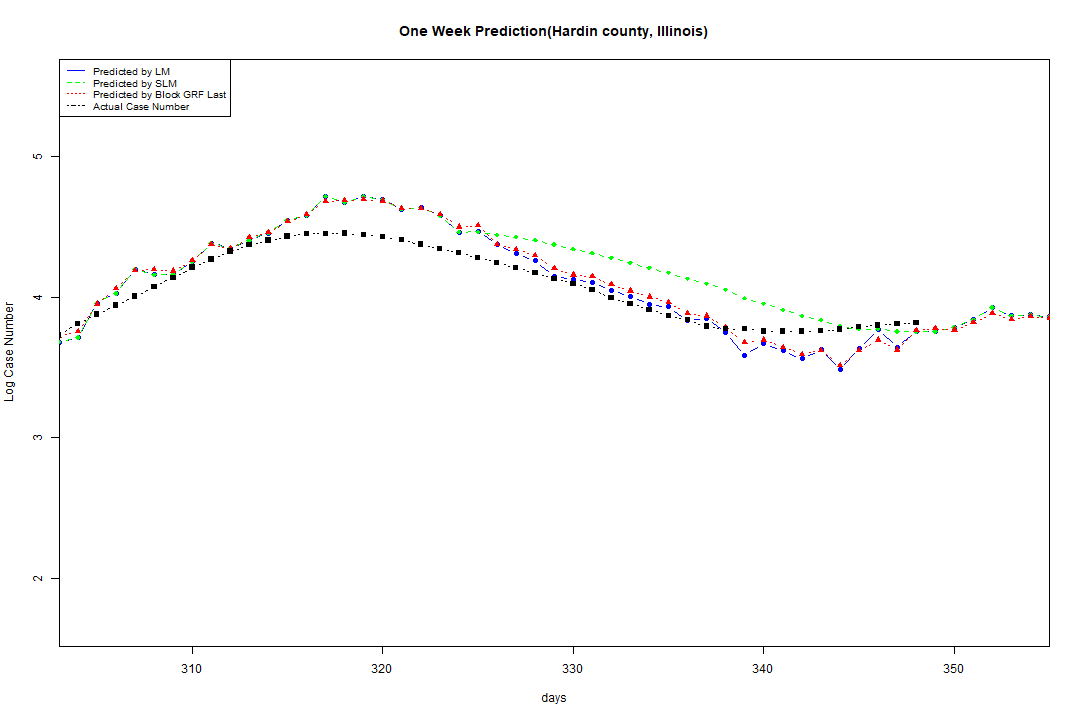 One Week Prediction(Hardin county, Illinois)
Predicted by LM
Predicted by SLM
Predicted by Block GRF Last
Actual Case Number
5
4
3
2
Log Case Number
310 320 330 340 350
days